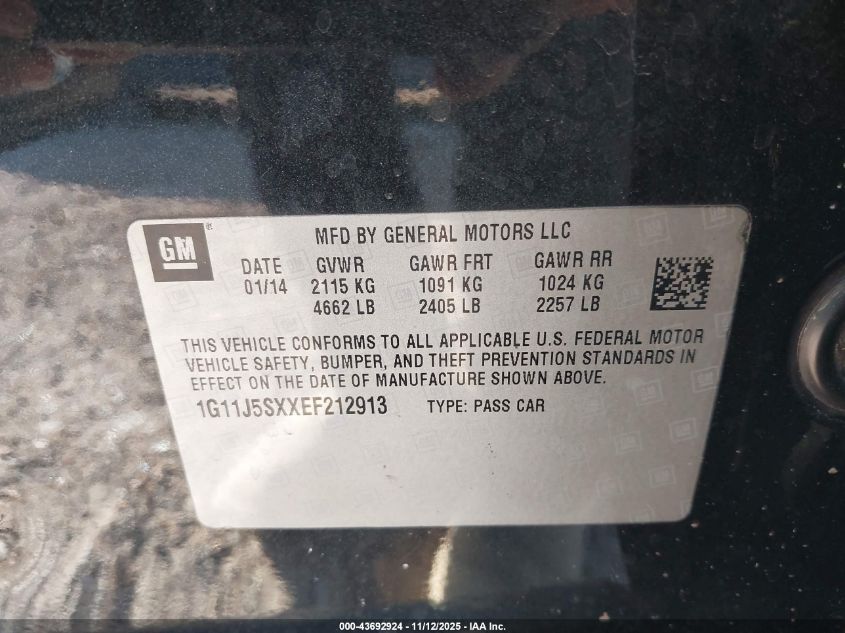 GM®
MFD BY GENERAL MOTORS LLC
DATE GVWR GAWR FRT GAWR RR
01/14 2115 KG 1091 KG 1024 KG
4662 LB 2405 LB 2257 LB
THIS VEHICLE CONFORMS TO ALL APPLICABLE U.S. FEDERAL MOTOR
VEHICLE SAFETY, BUMPER, AND THEFT PREVENTION STANDARDS IN
EFFECT ON THE DATE OF MANUFACTURE SHOWN ABOVE.
1G11J5SXXEF212913 TYPE: PASS CAR
000-43692924 - 11/12/2025 - IAA Inc.